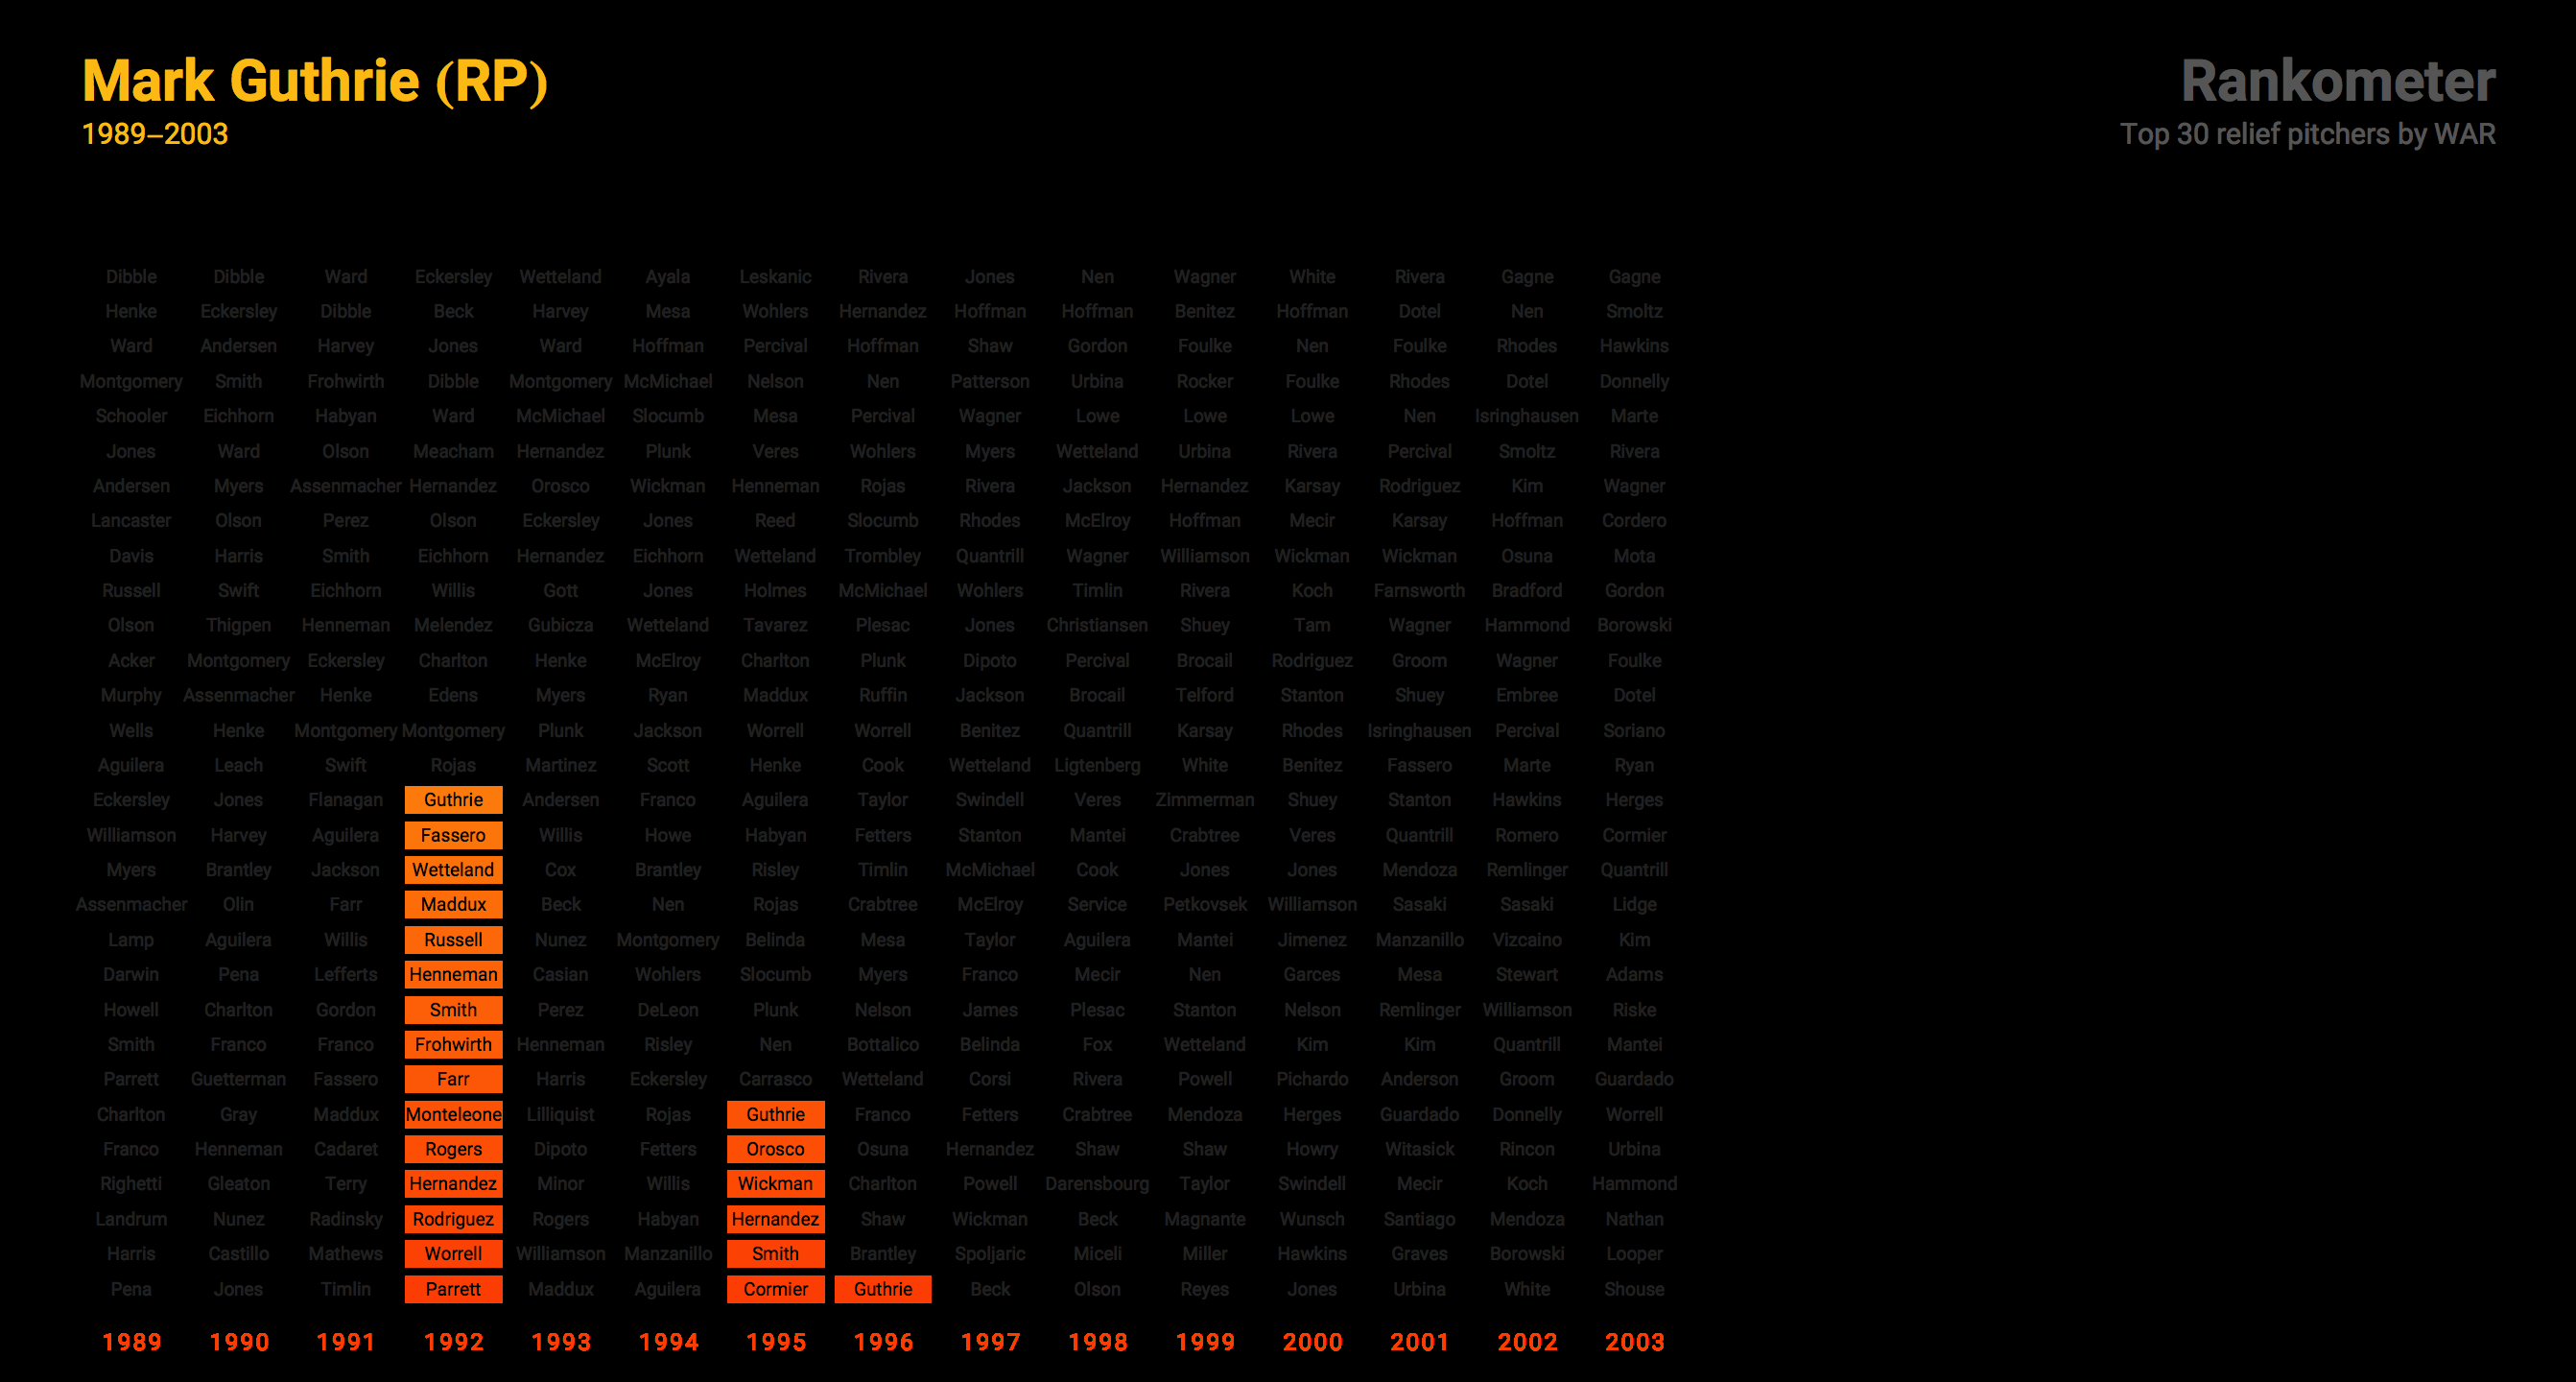 Mark Guthrie (RP)
1989–2003
Rankometer
Top 30 relief pitchers by WAR
Dibble Dibble Ward Eckersley Wetteland Ayala Leskanic Rivera Jones Nen Wagner White Rivera Gagne Gagne
Henke Eckersley Dibble Beck Harvey Mesa Wohlers Hernandez Hoffman Hoffman Benitez Hoffman Dotel Nen Smoltz
Ward Andersen Harvey Jones Ward Hoffman Percival Hoffman Shaw Gordon Foulke Nen Foulke Rhodes Hawkins
Montgomery Smith Frohwirth Dibble Montgomery McMichael Nelson Nen Patterson Urbina Rocker Foulke Rhodes Dotel Donnelly
Schooler Eichhorn Habyan Ward McMichael Slocumb Mesa Percival Wagner Lowe Lowe Lowe Nen Isringhausen Marte
Jones Ward Olson Meacham Hernandez Plunk Veres Wohlers Myers Wetteland Urbina Rivera Percival Smoltz Rivera
Andersen Myers Assenmacher Hernandez Orosco Wickman Henneman Rojas Rivera Jackson Hernandez Karsay Rodriguez Kim Wagner
Lancaster Olson Perez Olson Eckersley Jones Reed Slocumb Rhodes McElroy Hoffman Mecir Karsay Hoffman Cordero
Davis Harris Smith Eichhorn Hernandez Eichhorn Wetteland Trombley Quantrill Wagner Williamson Wickman Wickman Osuna Mota
Russell Swift Eichhorn Willis Gott Jones Holmes McMichael Wohlers Timlin Rivera Koch Farnsworth Bradford Gordon
Olson Thigpen Henneman Melendez Gubicza Wetteland Tavarez Plesac Jones Christiansen Shuey Tam Wagner Hammond Borowski
Acker Montgomery Eckersley Charlton Henke McElroy Charlton Plunk Dipoto Percival Brocail Rodriguez Groom Wagner Foulke
Murphy Assenmacher Henke Edens Myers Ryan Maddux Ruffin Jackson Brocail Telford Stanton Shuey Embree Dotel
Wells Henke Montgomery Montgomery Plunk Jackson Worrell Worrell Benitez Quantrill Karsay Rhodes Isringhausen Percival Soriano
Aguilera Leach Swift Rojas Martinez Scott Henke Cook Wetteland Ligtenberg White Benitez Fassero Marte Ryan
Eckersley Jones Flanagan Guthrie Andersen Franco Aguilera Taylor Swindell Veres Zimmerman Shuey Stanton Hawkins Herges
Williamson Harvey Aguilera Fassero Willis Howe Habyan Fetters Stanton Mantei Crabtree Veres Quantrill Romero Cormier
Myers Brantley Jackson Wetteland Cox Brantley Risley Timlin McMichael Cook Jones Jones Mendoza Remlinger Quantrill
Assenmacher Olin Farr Maddux Beck Nen Rojas Crabtree McElroy Service Petkovsek Williamson Sasaki Sasaki Lidge
Lamp Aguilera Willis Russell Nunez Montgomery Belinda Mesa Taylor Aguilera Mantei Jimenez Manzanillo Vizcaino Kim
Darwin Pena Lefferts Henneman Casian Wohlers Slocumb Myers Franco Mecir Nen Garces Mesa Stewart Adams
Howell Charlton Gordon Smith Perez DeLeon Plunk Nelson James Plesac Stanton Nelson Remlinger Williamson Riske
Smith Franco Franco Frohwirth Henneman Risley Nen Bottalico Belinda Fox Wetteland Kim Kim Quantrill Mantei
Parrett Guetterman Fassero Farr Harris Eckersley Carrasco Wetteland Corsi Rivera Powell Pichardo Anderson Groom Guardado
Charlton Gray Maddux Monteleone Lilliquist Rojas Guthrie Franco Fetters Crabtree Mendoza Herges Guardado Donnelly Worrell
Franco Henneman Cadaret Rogers Dipoto Fetters Orosco Osuna Hernandez Shaw Shaw Howry Witasick Rincon Urbina
Righetti Gleaton Terry Hernandez Minor Willis Wickman Charlton Powell Darensbourg Taylor Swindell Mecir Koch Hammond
Landrum Nunez Radinsky Rodriguez Rogers Habyan Hernandez Shaw Wickman Beck Magnante Wunsch Santiago Mendoza Nathan
Harris Castillo Mathews Worrell Williamson Manzanillo Smith Brantley Spoljaric Miceli Miller Hawkins Graves Borowski Looper
Pena Jones Timlin Parrett Maddux Aguilera Cormier Guthrie Beck Olson Reyes Jones Urbina White Shouse
1989 1990 1991 1992 1993 1994 1995 1996 1997 1998 1999 2000 2001 2002 2003